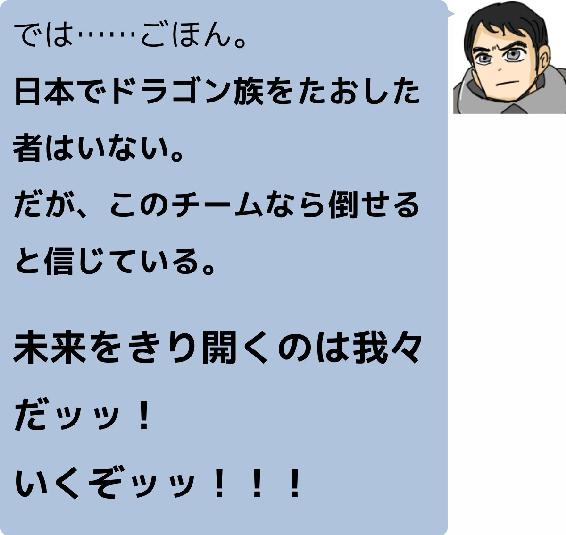 では……ごほん。
日本でドラゴン族をたおした
者はいない。
だが、このチームなら倒せる
と信じている。
未来をきり開くのは我々
だッッ！
いくぞッッ！！！